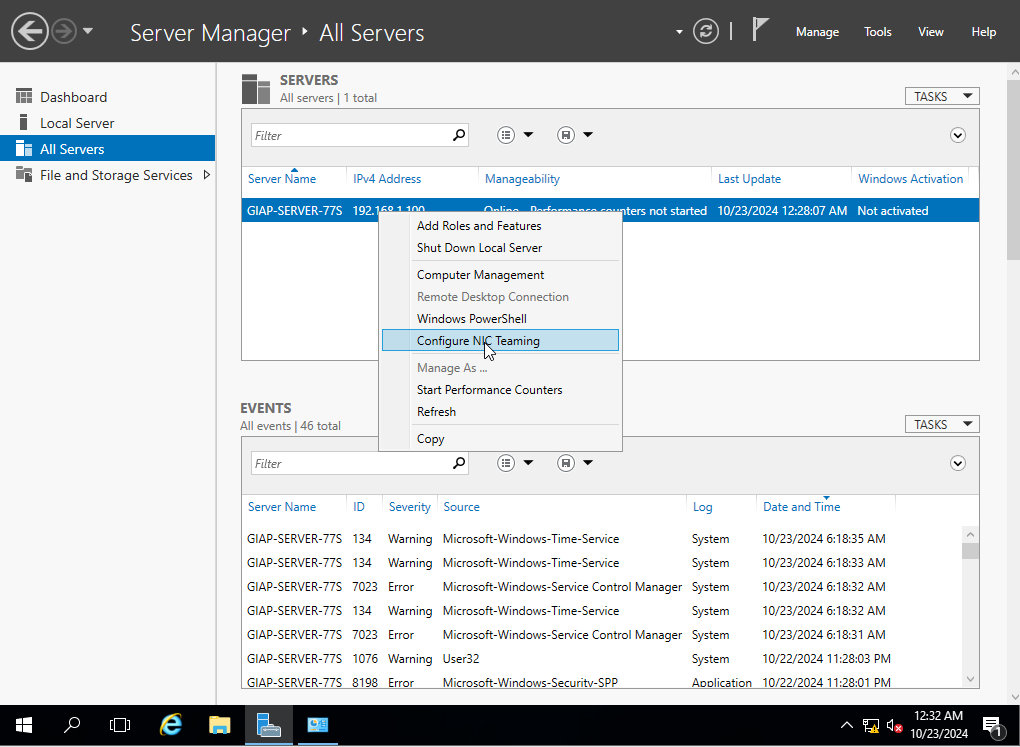 Server Manager ‣ All Servers
Manage Tools View Help
Dashboard
Local Server
All Servers
File and Storage Services
SERVERS
All servers | 1 total
TASKS
Filter
Server Name IPv4 Address Manageability Last Update Windows Activation
GIAP-SERVER-77S 192.168.1.100 Online - Performance counters not started 10/23/2024 12:28:07 AM Not activated
Add Roles and Features
Shut Down Local Server
Computer Management
Remote Desktop Connection
Windows PowerShell
Configure NIC Teaming
Manage As ...
Start Performance Counters
Refresh
Copy
EVENTS
All events | 46 total
TASKS
Filter
Server Name ID Severity Source Log Date and Time
GIAP-SERVER-77S 134 Warning Microsoft-Windows-Time-Service System 10/23/2024 6:18:35 AM
GIAP-SERVER-77S 134 Warning Microsoft-Windows-Time-Service System 10/23/2024 6:18:33 AM
GIAP-SERVER-77S 7023 Error Microsoft-Windows-Service Control Manager System 10/23/2024 6:18:32 AM
GIAP-SERVER-77S 134 Warning Microsoft-Windows-Time-Service System 10/23/2024 6:18:32 AM
GIAP-SERVER-77S 7023 Error Microsoft-Windows-Service Control Manager System 10/23/2024 6:18:31 AM
GIAP-SERVER-77S 1076 Warning User32 System 10/22/2024 11:28:03 PM
GIAP-SERVER-77S 8198 Error Microsoft-Windows-Security-SPP Application 10/22/2024 11:28:01 PM
12:32 AM
10/23/2024
1